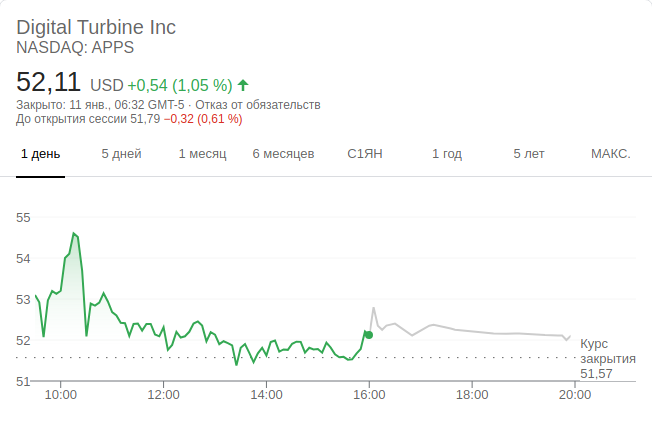 Digital Turbine Inc
NASDAQ: APPS
52,11 USD +0,54 (1,05 %)
Закрыто: 11 янв., 06:32 GMT-5 · Отказ от обязательств
До открытия сессии 51,79 −0,32 (0,61 %)
1 день 5 дней 1 месяц 6 месяцев С1ЯН 1 год 5 лет МАКС.
55
54
53
52
51
Курс
закрытия
51,57
10:00 12:00 14:00 16:00 18:00 20:00